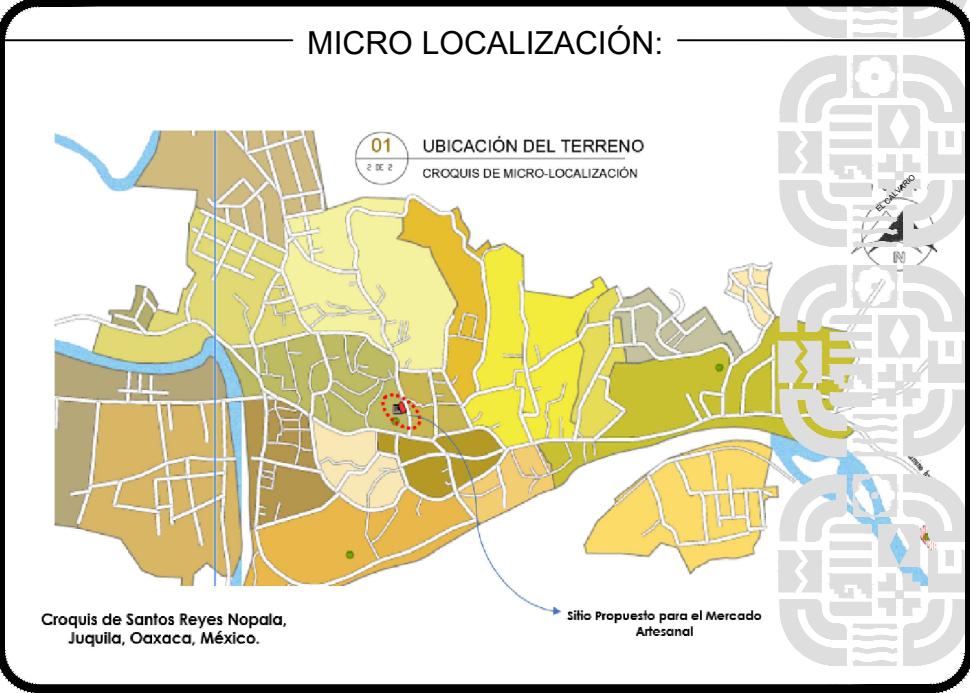 MICRO LOCALIZACIÓN:
01
2 DE 2
UBICACIÓN DEL TERRENO
CROQUIS DE MICRO-LOCALIZACIÓN
EL CALVARIO
N
Croquis de Santos Reyes Nopala,
Juquila, Oaxaca, México.
Sitio Propuesto para el Mercado
Artesanal